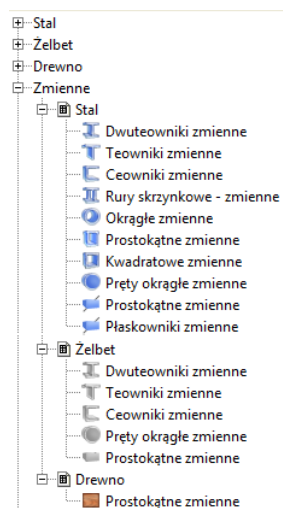 Stal
Żelbet
Drewno
Zmienne
Stal
Dwuteowniki zmienne
Teowniki zmienne
Ceowniki zmienne
Rury skrzynkowe - zmienne
Okrągłe zmienne
Prostokątne zmienne
Kwadratowe zmienne
Pręty okrągłe zmienne
Prostokątne zmienne
Płaskowniki zmienne
Żelbet
Dwuteowniki zmienne
Teowniki zmienne
Ceowniki zmienne
Pręty okrągłe zmienne
Prostokątne zmienne
Drewno
Prostokątne zmienne